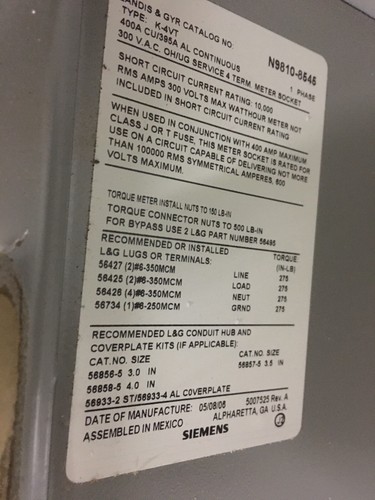 LANDIS & GYR CATALOG NO. N9810-8545
TYPE: K-4VT 1 PHASE
400A CU/395A AL CONTINUOUS
300 V.A.C. OH/UG SERVICE 4 TERM. METER SOCKET
SHORT CIRCUIT CURRENT RATING: 10,000
RMS AMPS 300 VOLTS MAX WATTHOUR METER NOT
INCLUDED IN SHORT CIRCUIT CURRENT RATING
WHEN USED IN CONJUNCTION WITH 400 AMP MAXIMUM
CLASS J OR T FUSE, THIS METER SOCKET IS RATED FOR
USE ON A CIRCUIT CAPABLE OF DELIVERING NOT MORE
THAN 100000 RMS SYMMETRICAL AMPERES, 600
VOLTS MAXIMUM.
TORQUE METER INSTALL NUTS TO 150 LB-IN
TORQUE CONNECTOR NUTS TO 500 LB-IN
FOR BYPASS USE 2 L&G PART NUMBER 56495
RECOMMENDED OR INSTALLED TORQUE
L&G LUGS OR TERMINALS: (IN-LB)
56427 (2)#6-350MCM LINE 275
56425 (2)#6-350MCM LOAD 275
56426 (4)#6-350MCM NEUT 275
56734 (1)#6-250MCM GRND 275
RECOMMENDED L&G CONDUIT HUB AND
COVERPLATE KITS (IF APPLICABLE):
CAT.NO. SIZE CAT.NO. SIZE
56856-5 3.0 IN 56857-5 3.5 IN
56858-5 4.0 IN
56933-2 ST/56933-4 AL COVERPLATE
DATE OF MANUFACTURE: 05/08/06 5007525 Rev. A
ASSEMBLED IN MEXICO ALPHARETTA, GA U.S.A.
SIEMENS